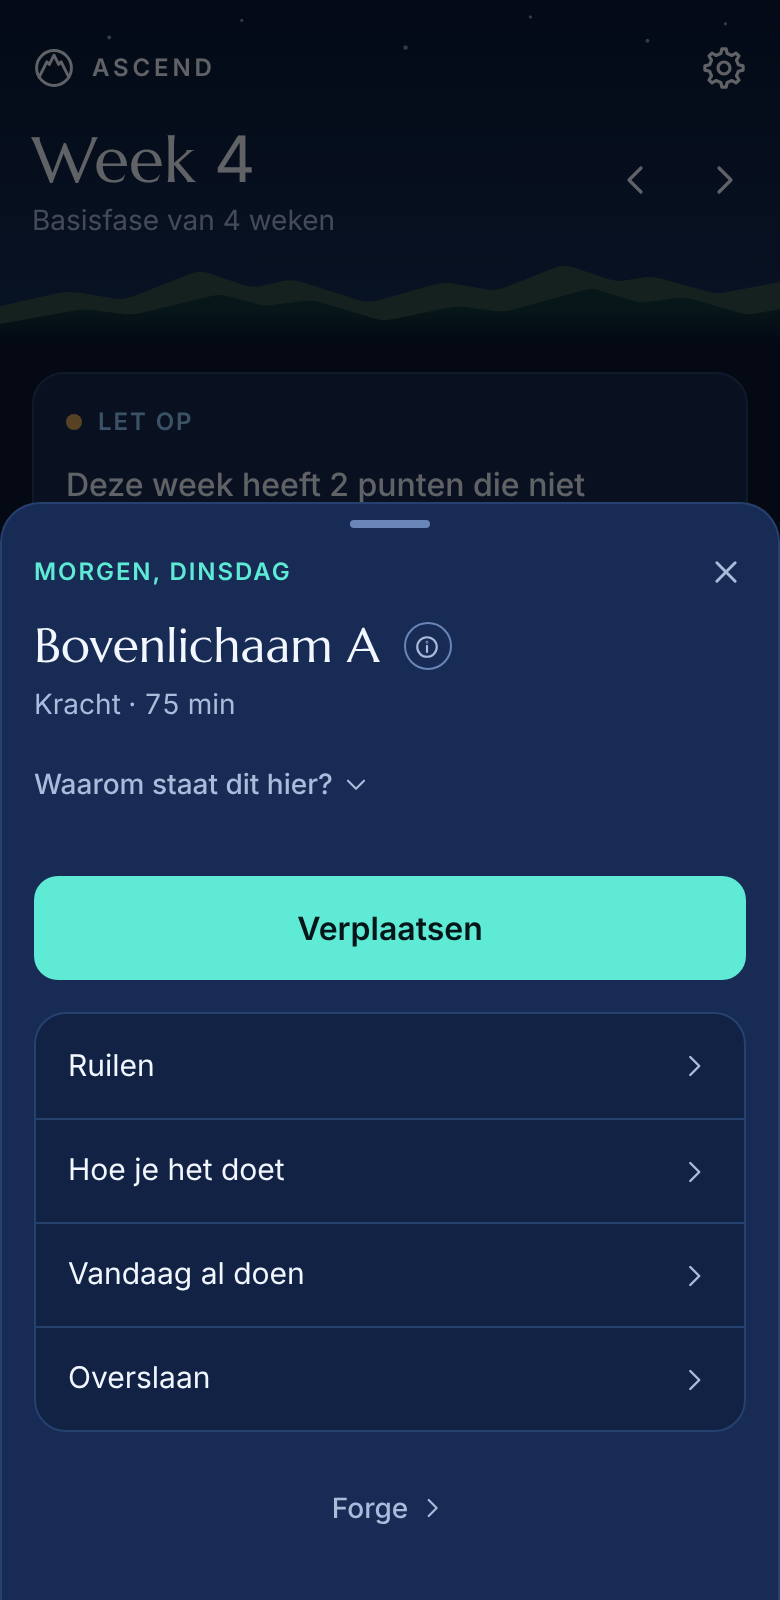 ASCEND
Week 4
Basisfase van 4 weken
LET OP
Deze week heeft 2 punten die niet
MORGEN, DINSDAG
Bovenlichaam A
Kracht · 75 min
Waarom staat dit hier?
Verplaatsen
Ruilen
Hoe je het doet
Vandaag al doen
Overslaan
Forge